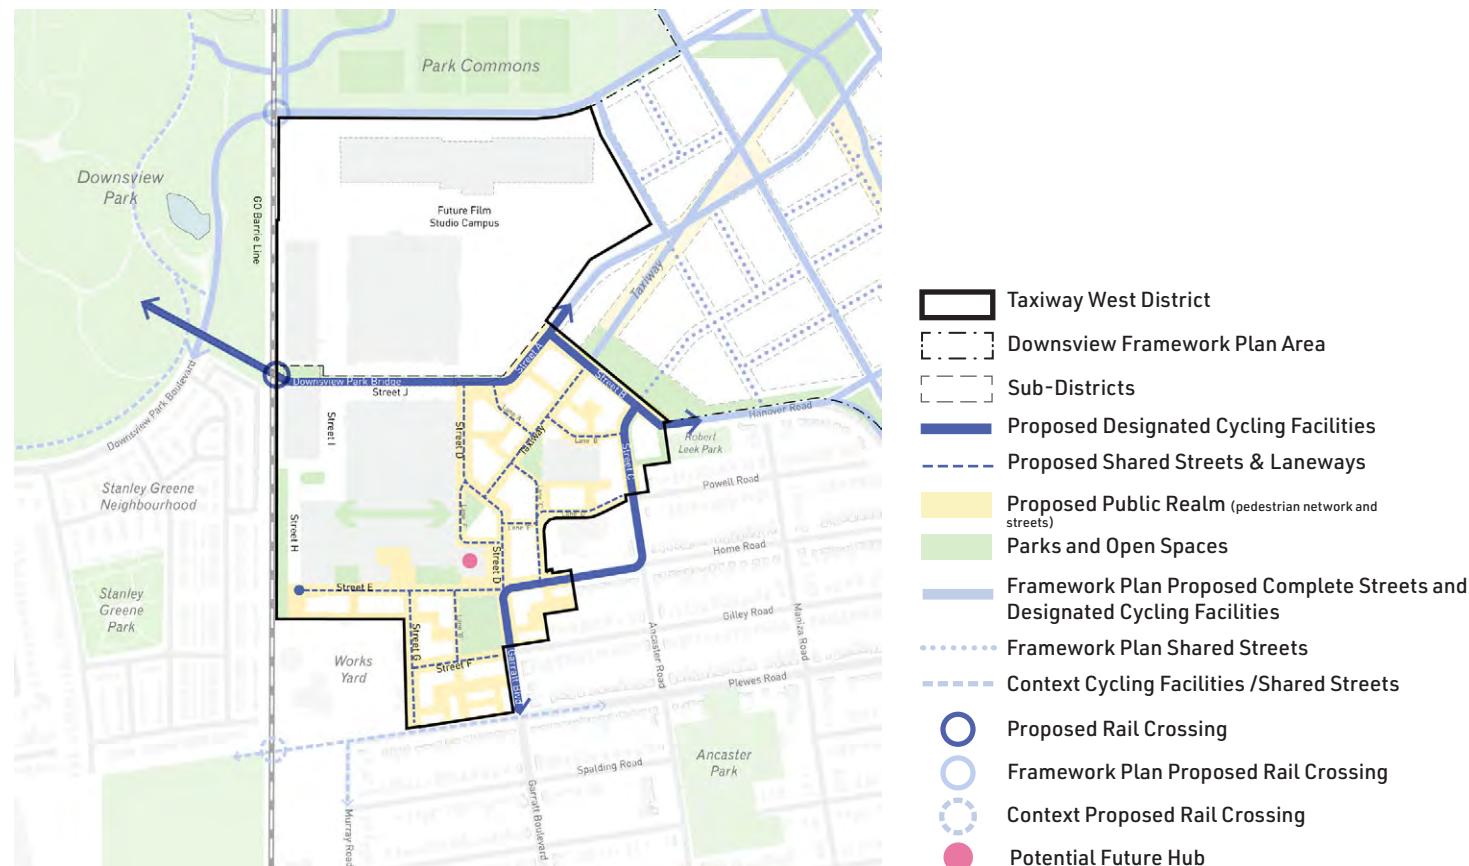 Park Commons
Downsview
Park
GO Barrie Line
Future Film
Studio Campus
Taxiway
Street A
Downsview Park Bridge
Street J
Street B
Hanover Road
Downsview Park Boulevard
Street I
Street D
Taxiway
Lane A
Lane B
Street C
Robert
Leek Park
Powell Road
Stanley Greene
Neighbourhood
Street H
Lane E
Street D
Home Road
Street E
Stanley
Greene
Park
Gilley Road
Works
Yard
Street G
Street F
Garratt Blvd
Ancaster Road
Maniza Road
Plewes Road
Ancaster
Park
Spalding Road
Murray Road
Garratt Boulevard
Taxiway West District
Downsview Framework Plan Area
Sub-Districts
Proposed Designated Cycling Facilities
Proposed Shared Streets & Laneways
Proposed Public Realm (pedestrian network and
streets)
Parks and Open Spaces
Framework Plan Proposed Complete Streets and
Designated Cycling Facilities
Framework Plan Shared Streets
Context Cycling Facilities /Shared Streets
Proposed Rail Crossing
Framework Plan Proposed Rail Crossing
Context Proposed Rail Crossing
Potential Future Hub